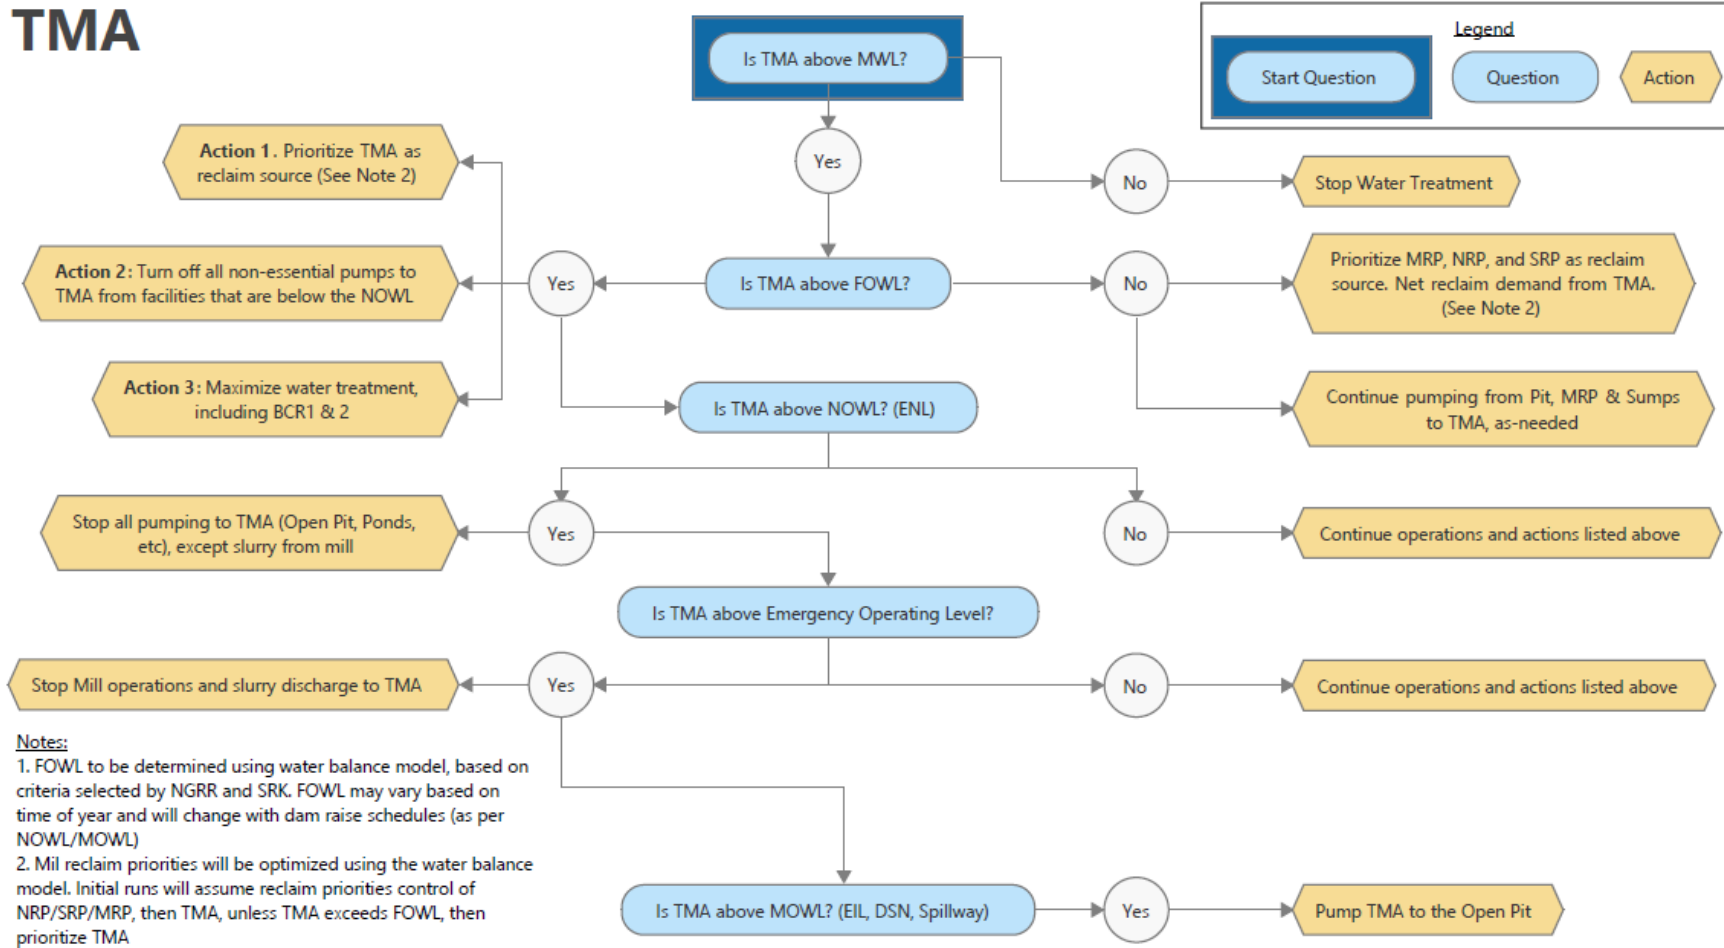 TMA
Legend
Start Question
Question
Action
Is TMA above MWL?
Yes
No
Stop Water Treatment
Action 1. Prioritize TMA as
reclaim source (See Note 2)
Action 2: Turn off all non-essential pumps to
TMA from facilities that are below the NOWL
Action 3: Maximize water treatment,
including BCR1 & 2
Yes
Is TMA above FOWL?
No
Prioritize MRP, NRP, and SRP as reclaim
source. Net reclaim demand from TMA.
(See Note 2)
Continue pumping from Pit, MRP & Sumps
to TMA, as-needed
Is TMA above NOWL? (ENL)
Stop all pumping to TMA (Open Pit, Ponds,
etc), except slurry from mill
Yes
No
Continue operations and actions listed above
Is TMA above Emergency Operating Level?
Stop Mill operations and slurry discharge to TMA
Yes
No
Continue operations and actions listed above
Notes:
1. FOWL to be determined using water balance model, based on
criteria selected by NGRR and SRK. FOWL may vary based on
time of year and will change with dam raise schedules (as per
NOWL/MOWL)
2. Mil reclaim priorities will be optimized using the water balance
model. Initial runs will assume reclaim priorities control of
NRP/SRP/MRP, then TMA, unless TMA exceeds FOWL, then
prioritize TMA
Is TMA above MOWL? (EIL, DSN, Spillway)
Yes
Pump TMA to the Open Pit